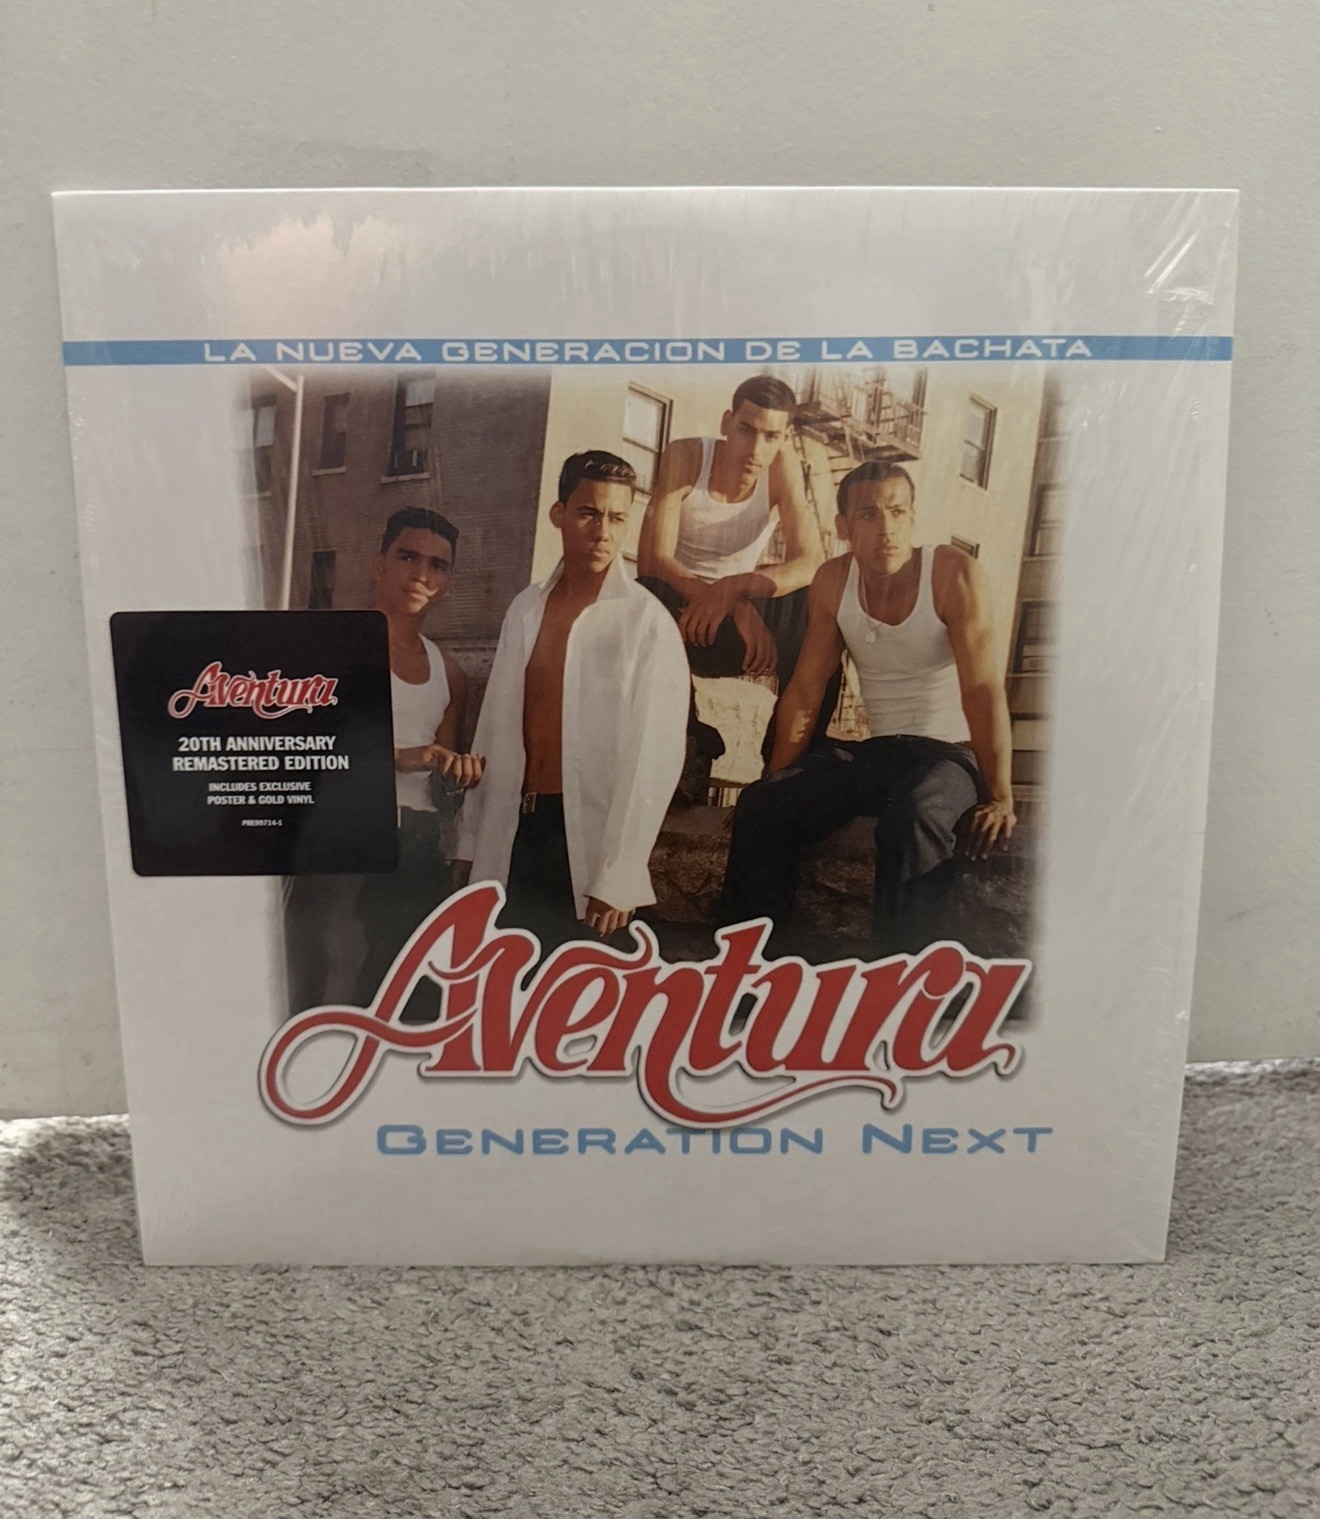 LA NUEVA GENERACION DE LA BACHATA
Aventura
20TH ANNIVERSARY
REMASTERED EDITION
INCLUDES EXCLUSIVE
POSTER & GOLD VINYL
Aventura
GENERATION NEXT